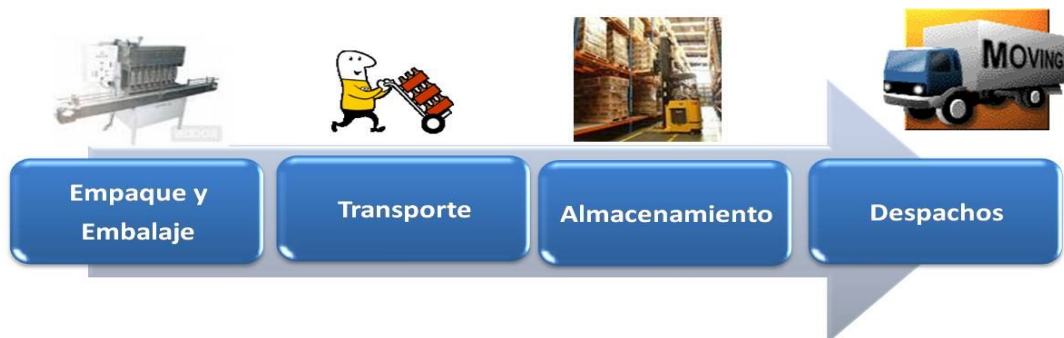 MOVING
Empaque y
Embalaje
Transporte
Almacenamiento
Despachos